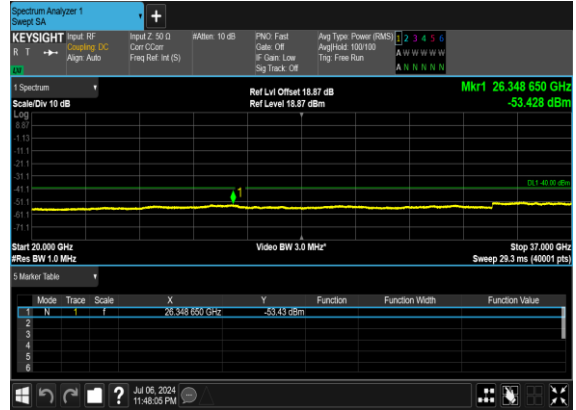 Spectrum Analyzer 1
Swept SA
KEYSIGHT Input: RF Input Z: 50 Ω #Atten: 10 dB PNO: Fast Avg Type: Power (RMS) 1 2 3 4 5 6
R T Coupling: DC Corr CCorr Gate: Off Avg|Hold: 100/100 A W W W W W
Align: Auto Freq Ref: Int (S) IF Gain: Low Trig: Free Run
LW Sig Track: Off A N N N N N
1 Spectrum Ref Lvl Offset 18.87 dB Mkr1 26.348 650 GHz
Scale/Div 10 dB Ref Level 18.87 dBm -53.428 dBm
Log
8.87
-1.13
-11.1
-21.1
-31.1
DL1 -40.00 dBm
-41.1
1
-51.1
-61.1
-71.1
Start 20.000 GHz Video BW 3.0 MHz* Stop 37.000 GHz
#Res BW 1.0 MHz Sweep 29.3 ms (40001 pts)
5 Marker Table
Mode Trace Scale X Y Function Function Width Function Value
1 N 1 f 26.348 650 GHz -53.43 dBm
2
3
4
5
6
? Jul 06, 2024
11:48:05 PM